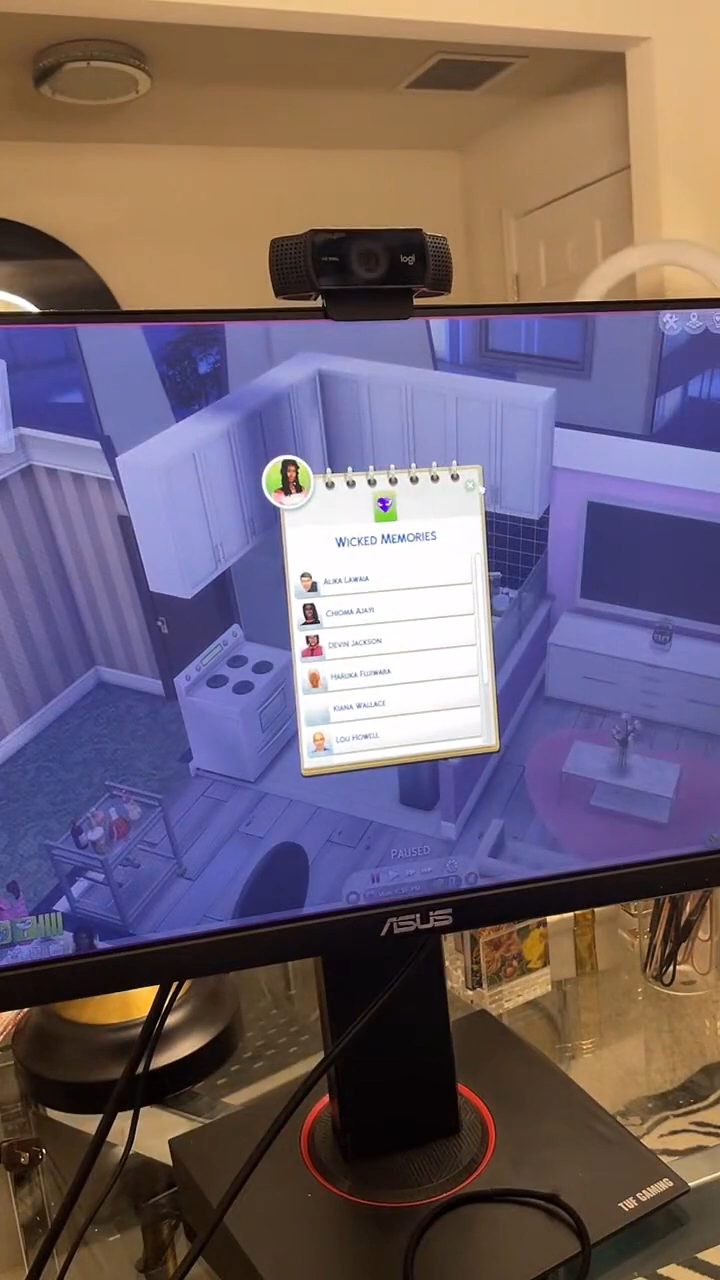 logi
WICKED MEMORIES
ALIKA LAWAIA
CHIOMA AJAYI
DEVIN JACKSON
HARUKA FUJIWARA
KIANA WALLACE
LOU HOWELL
PAUSED
ASUS
TUF GAMING